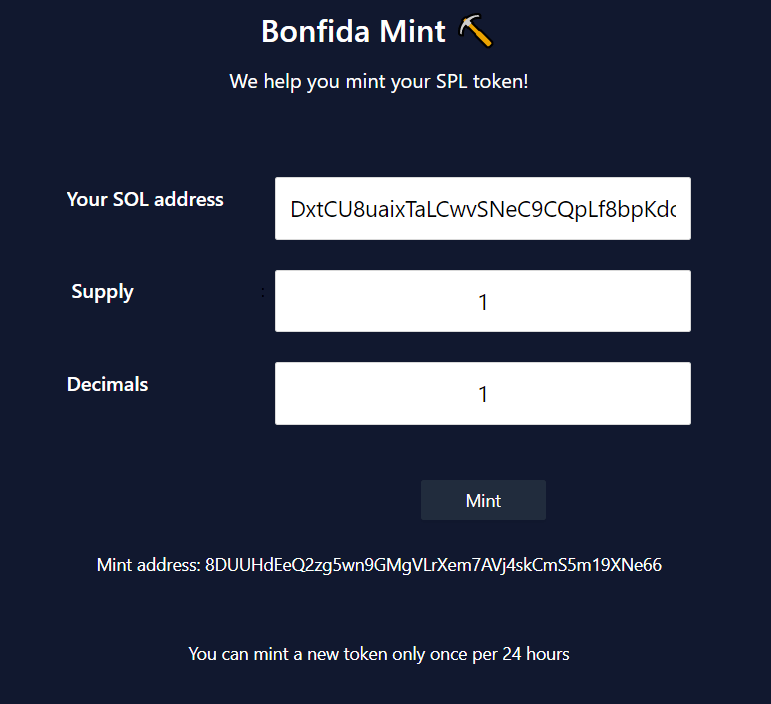 Bonfida Mint
We help you mint your SPL token!
Your SOL address
DxtCU8uaixTaLCwvSNeC9CQpLf8bpKdc
Supply : 1
Decimals 1
Mint
Mint address: 8DUUHdEeQ2zg5wn9GMgVLrXem7AVj4skCmS5m19XNe66
You can mint a new token only once per 24 hours